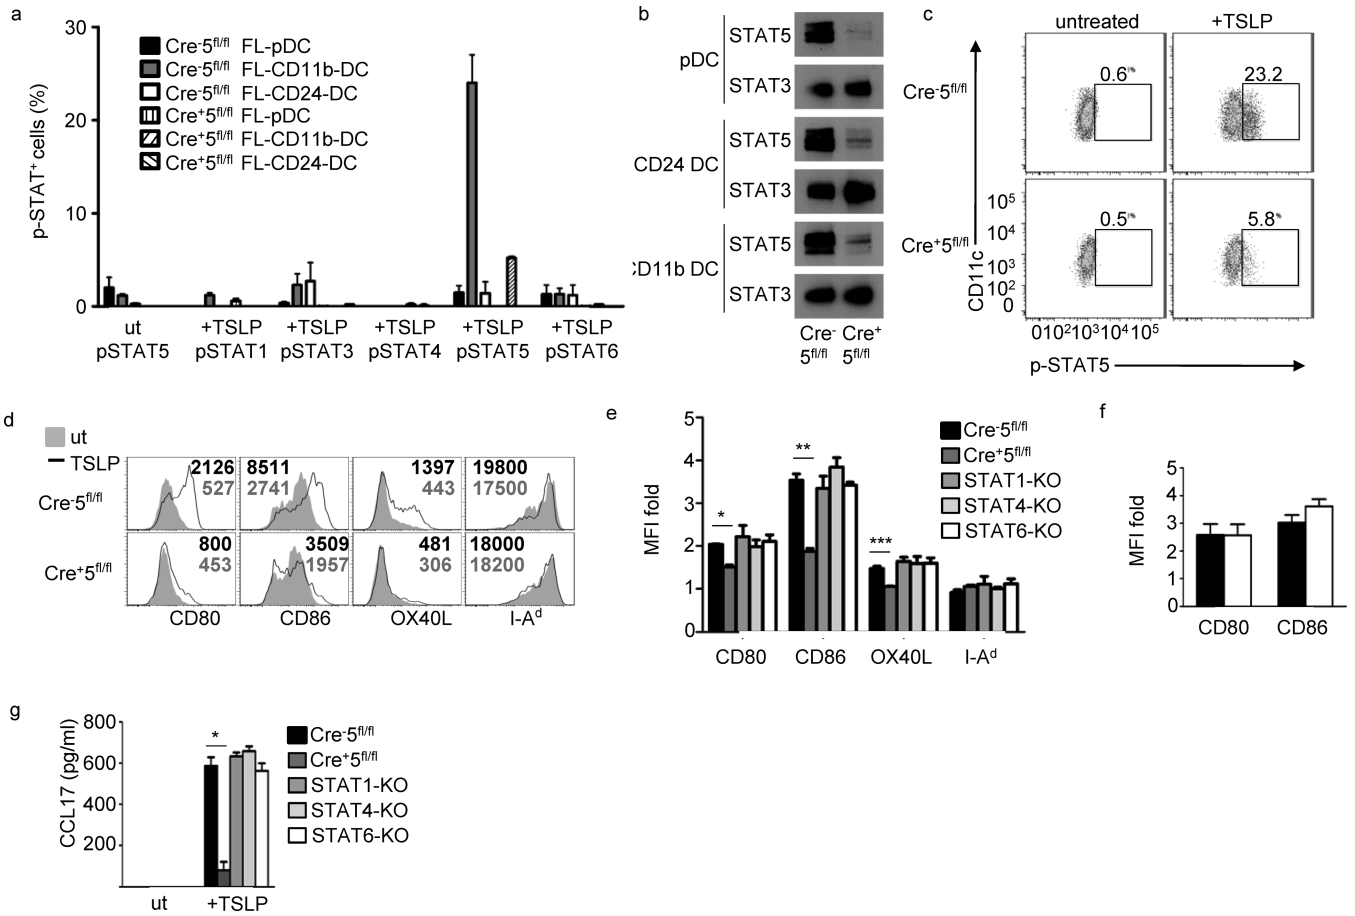 a
p-STAT⁺ cells (%)
30
20
10
0
Cre⁻5fl/fl FL-pDC
Cre⁻5fl/fl FL-CD11b-DC
Cre⁻5fl/fl FL-CD24-DC
Cre⁺5fl/fl FL-pDC
Cre⁺5fl/fl FL-CD11b-DC
Cre⁺5fl/fl FL-CD24-DC
ut +TSLP +TSLP +TSLP +TSLP +TSLP
pSTAT5 pSTAT1 pSTAT3 pSTAT4 pSTAT5 pSTAT6
b
pDC
STAT5
STAT3
CD24 DC
STAT5
STAT3
CD11b DC
STAT5
STAT3
Cre⁻ Cre⁺
5fl/fl 5fl/fl
c
untreated +TSLP
Cre⁻5fl/fl
0.6% 23.2
Cre⁺5fl/fl
0.5% 5.8%
CD11c
10⁵
10⁴
10³
10²
0
010²10³10⁴10⁵
p-STAT5
d
ut
TSLP
Cre⁻5fl/fl
2126 8511 1397 19800
527 2741 443 17500
Cre⁺5fl/fl
800 3509 481 18000
453 1957 306 18200
CD80 CD86 OX40L I-Aᵈ
e
MFI fold
5
4
3
2
1
0
* ** ***
Cre⁻5fl/fl
Cre⁺5fl/fl
STAT1-KO
STAT4-KO
STAT6-KO
CD80 CD86 OX40L I-Aᵈ
f
MFI fold
5
4
3
2
1
0
CD80 CD86
g
CCL17 (pg/ml)
800
600
400
200
*
Cre⁻5fl/fl
Cre⁺5fl/fl
STAT1-KO
STAT4-KO
STAT6-KO
ut +TSLP